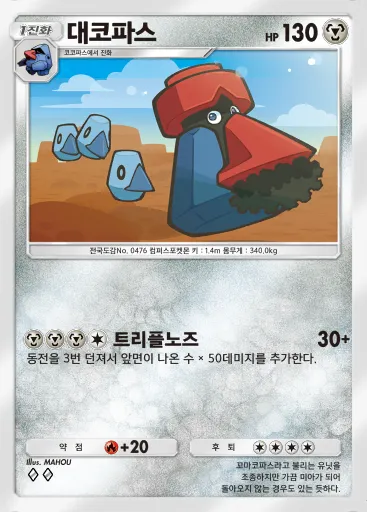 1진화 대코파스 HP 130
코코파스에서 진화
전국도감No. 0476 컴퍼스포켓몬 키 : 1.4m 몸무게 : 340.0kg
트리플노즈 30+
동전을 3번 던져서 앞면이 나온 수 × 50데미지를 추가한다.
약점 +20 후퇴
Illus. MAHOU
꼬마코파스라고 불리는 유닛을
조종하지만 가끔 미아가 되어
돌아오지 않는 경우도 있는 듯하다.